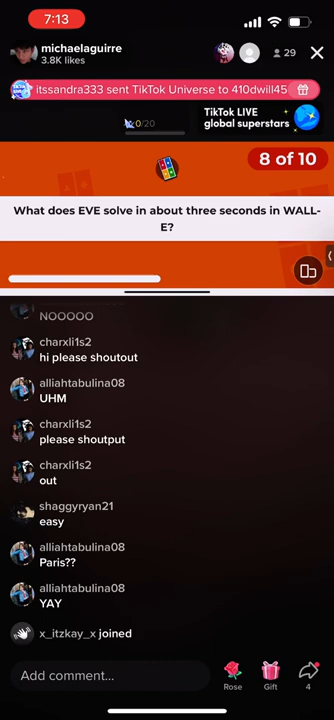 7:13
michaelaguirre
3.8K likes
29
itssandra333 sent TikTok Universe to 410dwill45
0/20
TikTok LIVE
global superstars
8 of 10
What does EVE solve in about three seconds in WALL-
E?
NOOOOO
charxli1s2
hi please shoutout
alliahtabulina08
UHM
charxli1s2
please shoutput
charxli1s2
out
shaggyryan21
easy
alliahtabulina08
Paris??
alliahtabulina08
YAY
x_itzkay_x joined
Add comment...
Rose
Gift
4